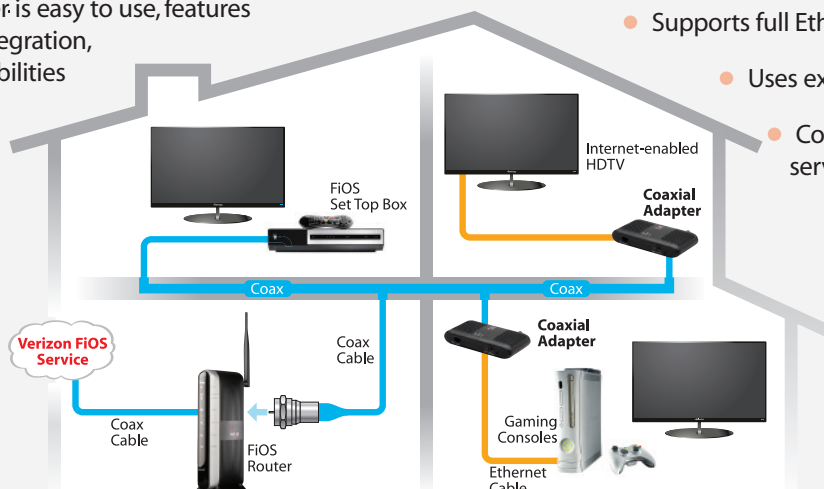 is easy to use, features
egration,
bilities
Supports full Eth
Uses ex
Co
serv
FiOS
Set Top Box
Internet-enabled
HDTV
Coaxial
Adapter
Coax
Coax
Verizon FiOS
Service
Coax
Cable
Coaxial
Adapter
Coax
Cable
FiOS
Router
Gaming
Consoles
Ethernet
Cable